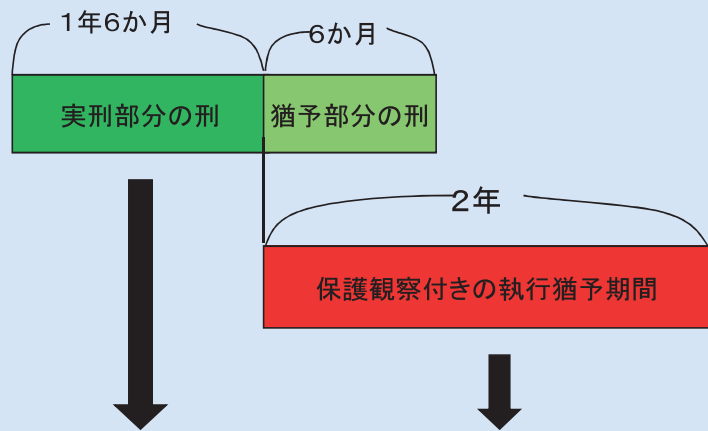 1年6か月
6か月
実刑部分の刑
猶予部分の刑
2年
保護観察付きの執行猶予期間